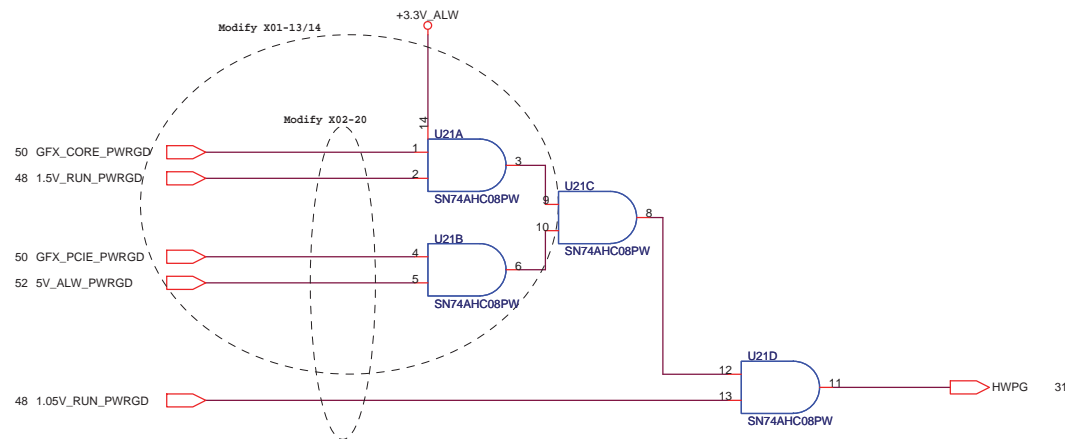 Modify X01-13/14
+3.3V_ALW
Modify X02-20
14
U21A
50 GFX_CORE_PWRGD
1
3
48 1.5V_RUN_PWRGD
2
SN74AHC08PW
U21C
9
8
10
SN74AHC08PW
U21B
50 GFX_PCIE_PWRGD
4
6
52 5V_ALW_PWRGD
5
SN74AHC08PW
U21D
12
11
HWPG 31
48 1.05V_RUN_PWRGD
13
SN74AHC08PW